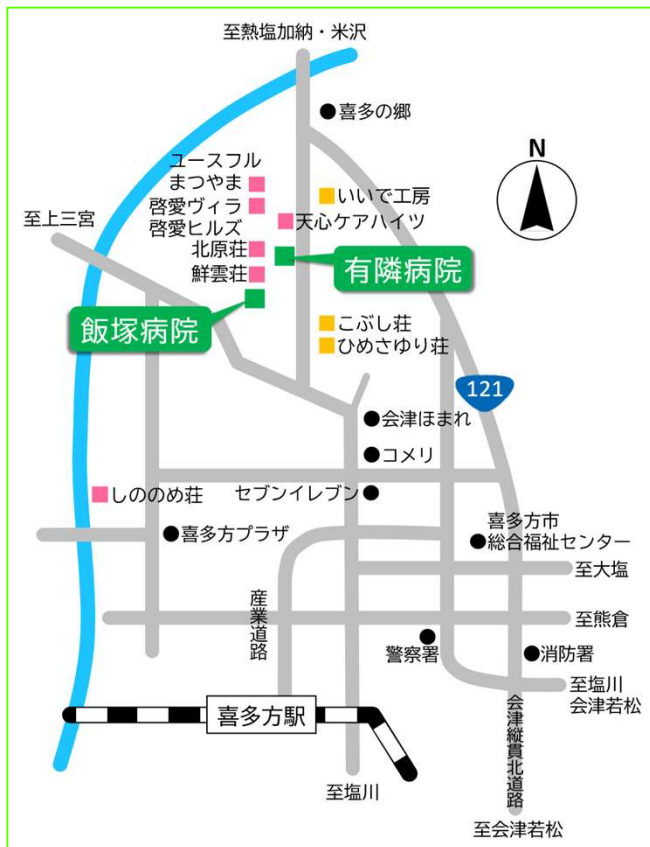 至熱塩加納・米沢
喜多の郷
N
ユースフル
まつやま
啓愛ヴィラ
啓愛ヒルズ
いいで工房
天心ケアハイツ
至上三宮
北原荘
鮮雲荘
有隣病院
飯塚病院
こぶし荘
ひめさゆり荘
121
会津ほまれ
コメリ
しののめ荘
セブンイレブン
喜多方プラザ
喜多方市
総合福祉センター
至大塩
産業道路
至熊倉
警察署
消防署
至塩川
会津若松
喜多方駅
会津縦貫北道路
至塩川
至会津若松